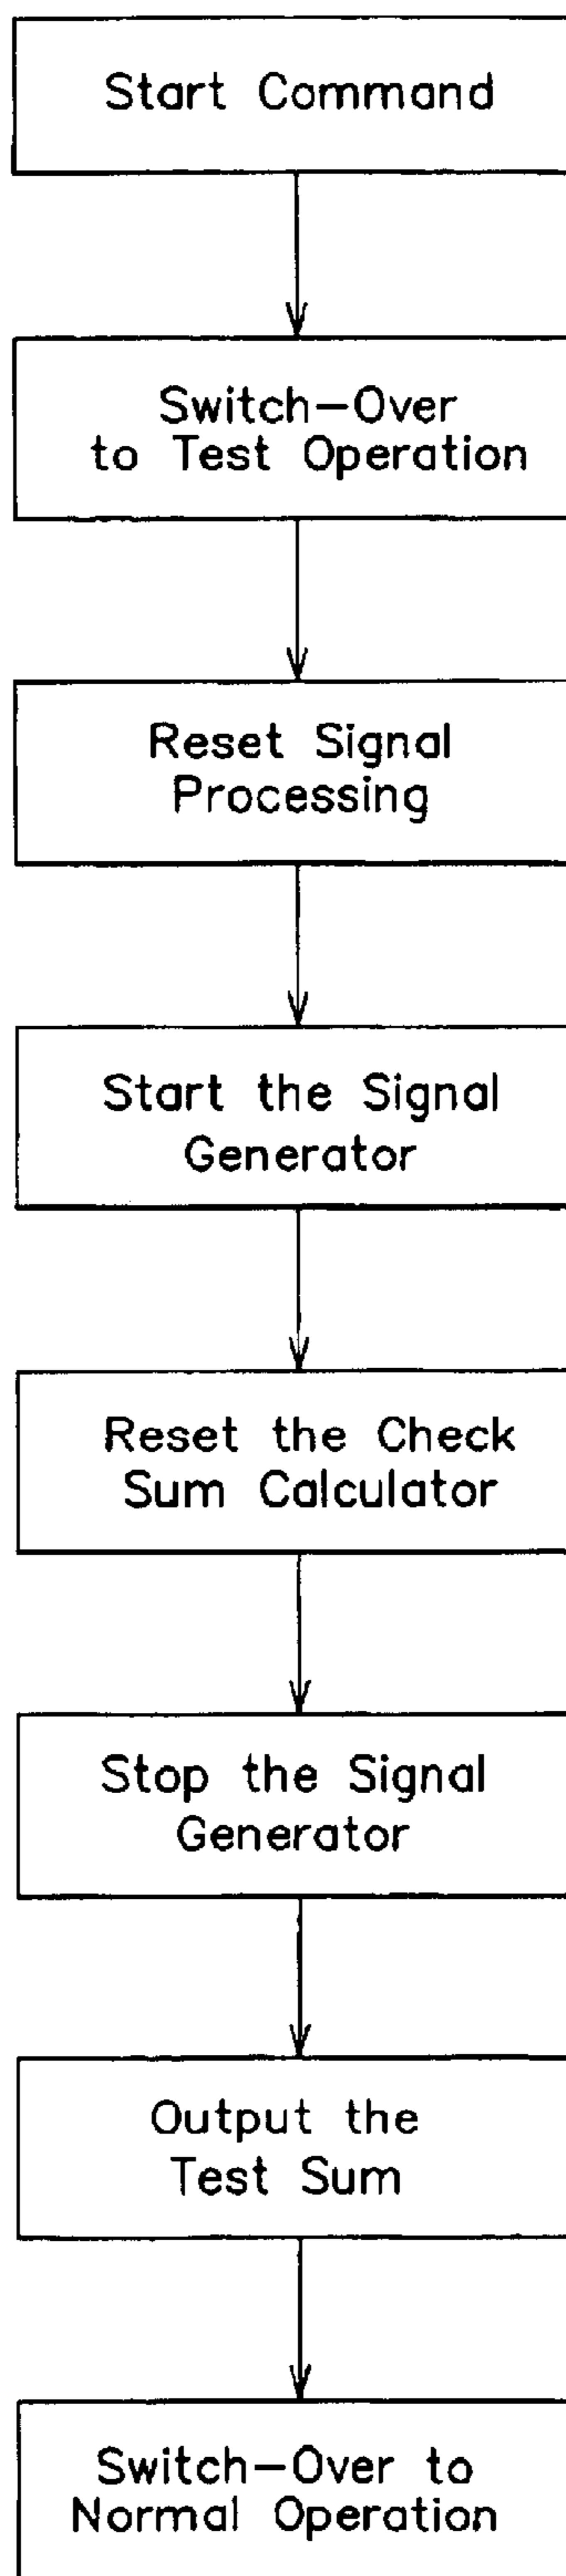 Start Command
Switch-Over
to Test Operation
Reset Signal
Processing
Start the Signal
Generator
Reset the Check
Sum Calculator
Stop the Signal
Generator
Output the
Test Sum
Switch-Over to
Normal Operation